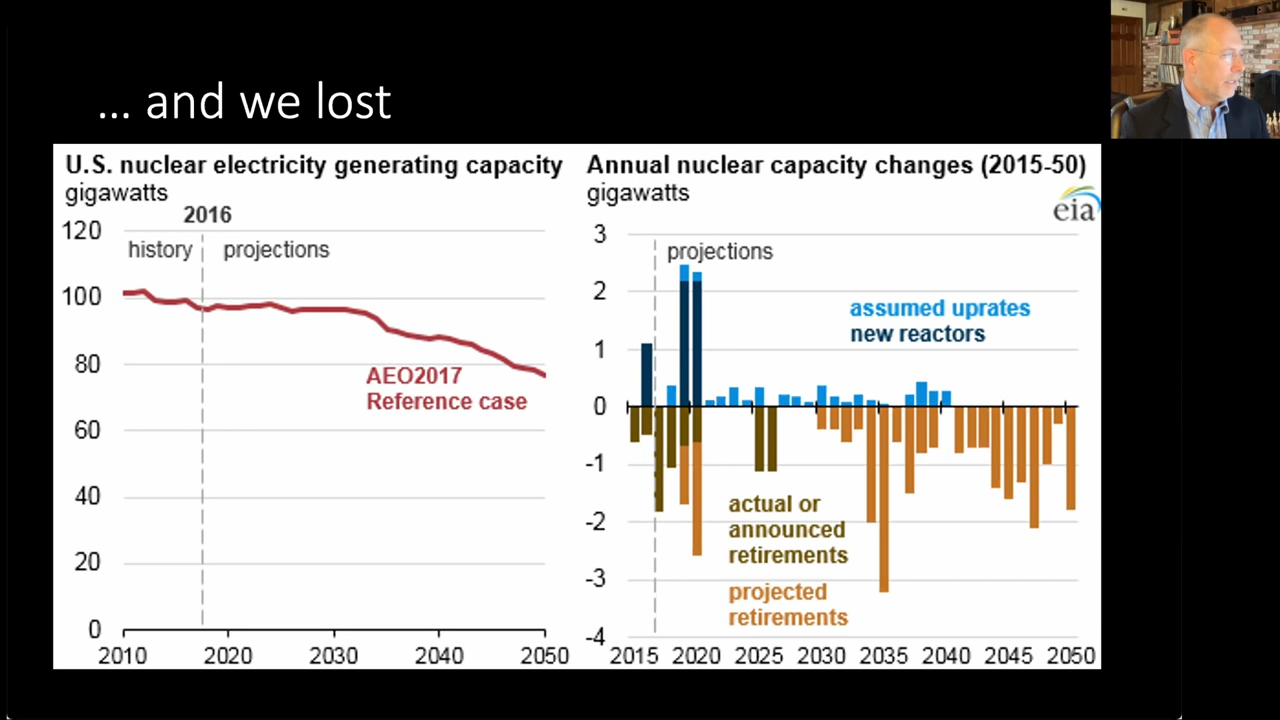 ... and we lost
U.S. nuclear electricity generating capacity
gigawatts
2016
history
projections
120
100
80
60
40
20
0
AEO2017
Reference case
2010 2020 2030 2040 2050
Annual nuclear capacity changes (2015-50)
gigawatts
eia
projections
3
2
1
0
-1
-2
-3
-4
assumed uprates
new reactors
actual or
announced
retirements
projected
retirements
2015 2020 2025 2030 2035 2040 2045 2050